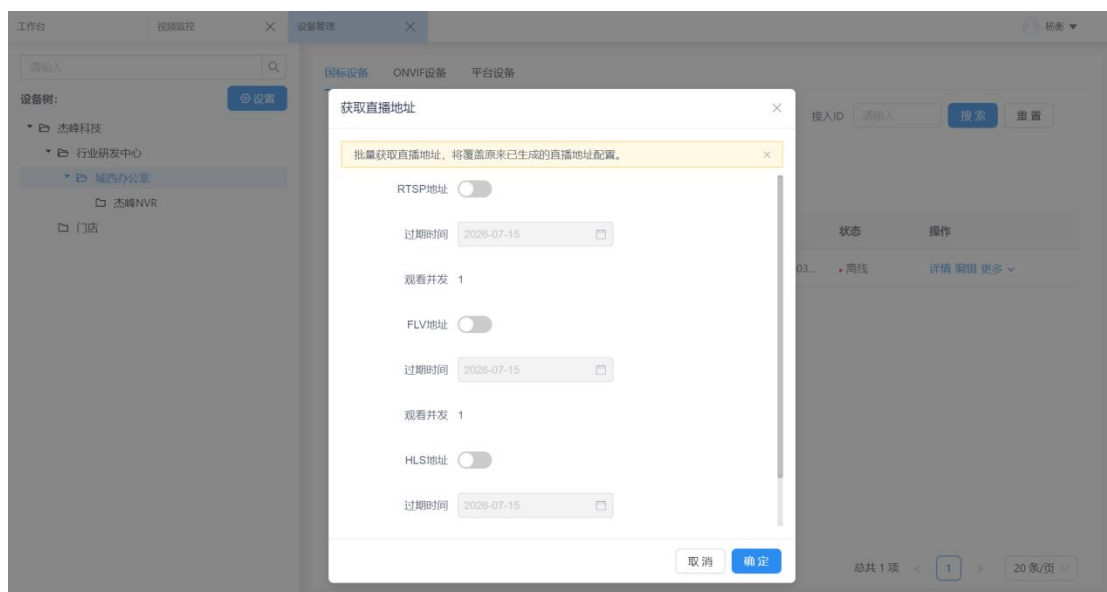 工作台 视频监控 设备管理 杨衡
请输入
国标设备 ONVIF设备 平台设备
设备树: 设置
获取直播地址
接入ID 请输入 搜索 重置
杰峰科技
行业研发中心
批量获取直播地址，将覆盖原来已生成的直播地址配置。
城西办公室
RTSP地址
杰峰NVR
门店
过期时间 2026-07-15
状态 操作
03... 离线 详情 编辑 更多
观看并发 1
FLV地址
过期时间 2026-07-15
观看并发 1
HLS地址
过期时间 2026-07-15
取消 确定
总共 1 项 < 1 > 20 条/页